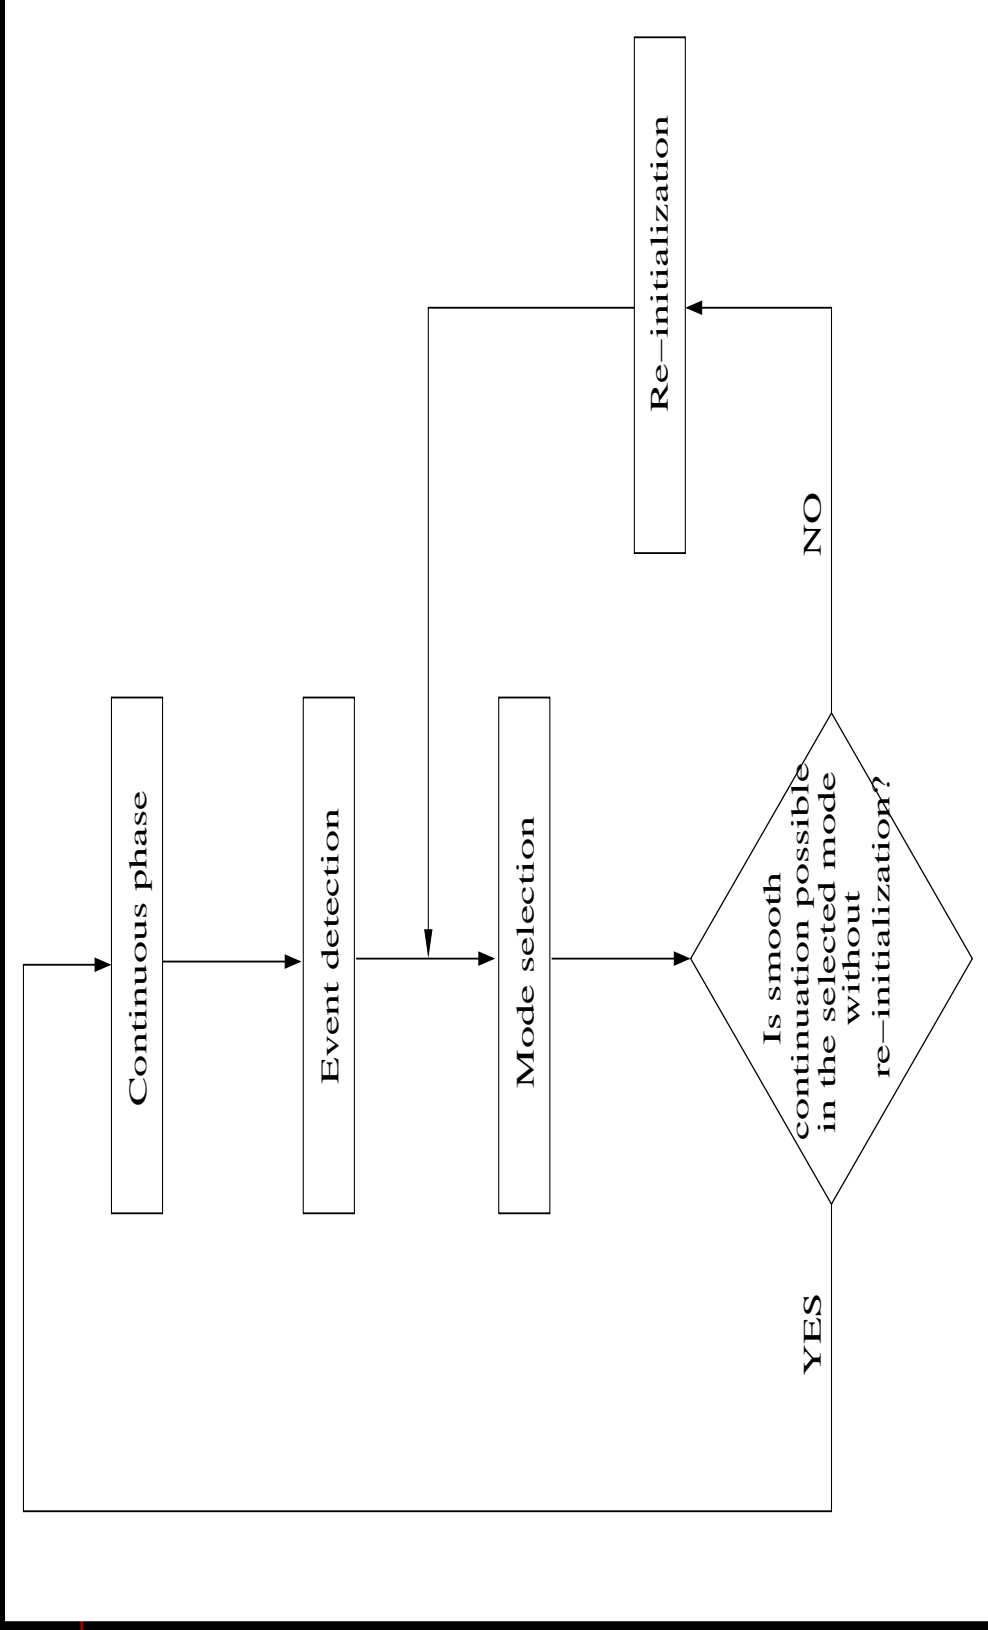 Continuous phase
Event detection
Mode selection
Is smooth
continuation possible
in the selected mode
without
re−initialization?
YES
NO
Re−initialization